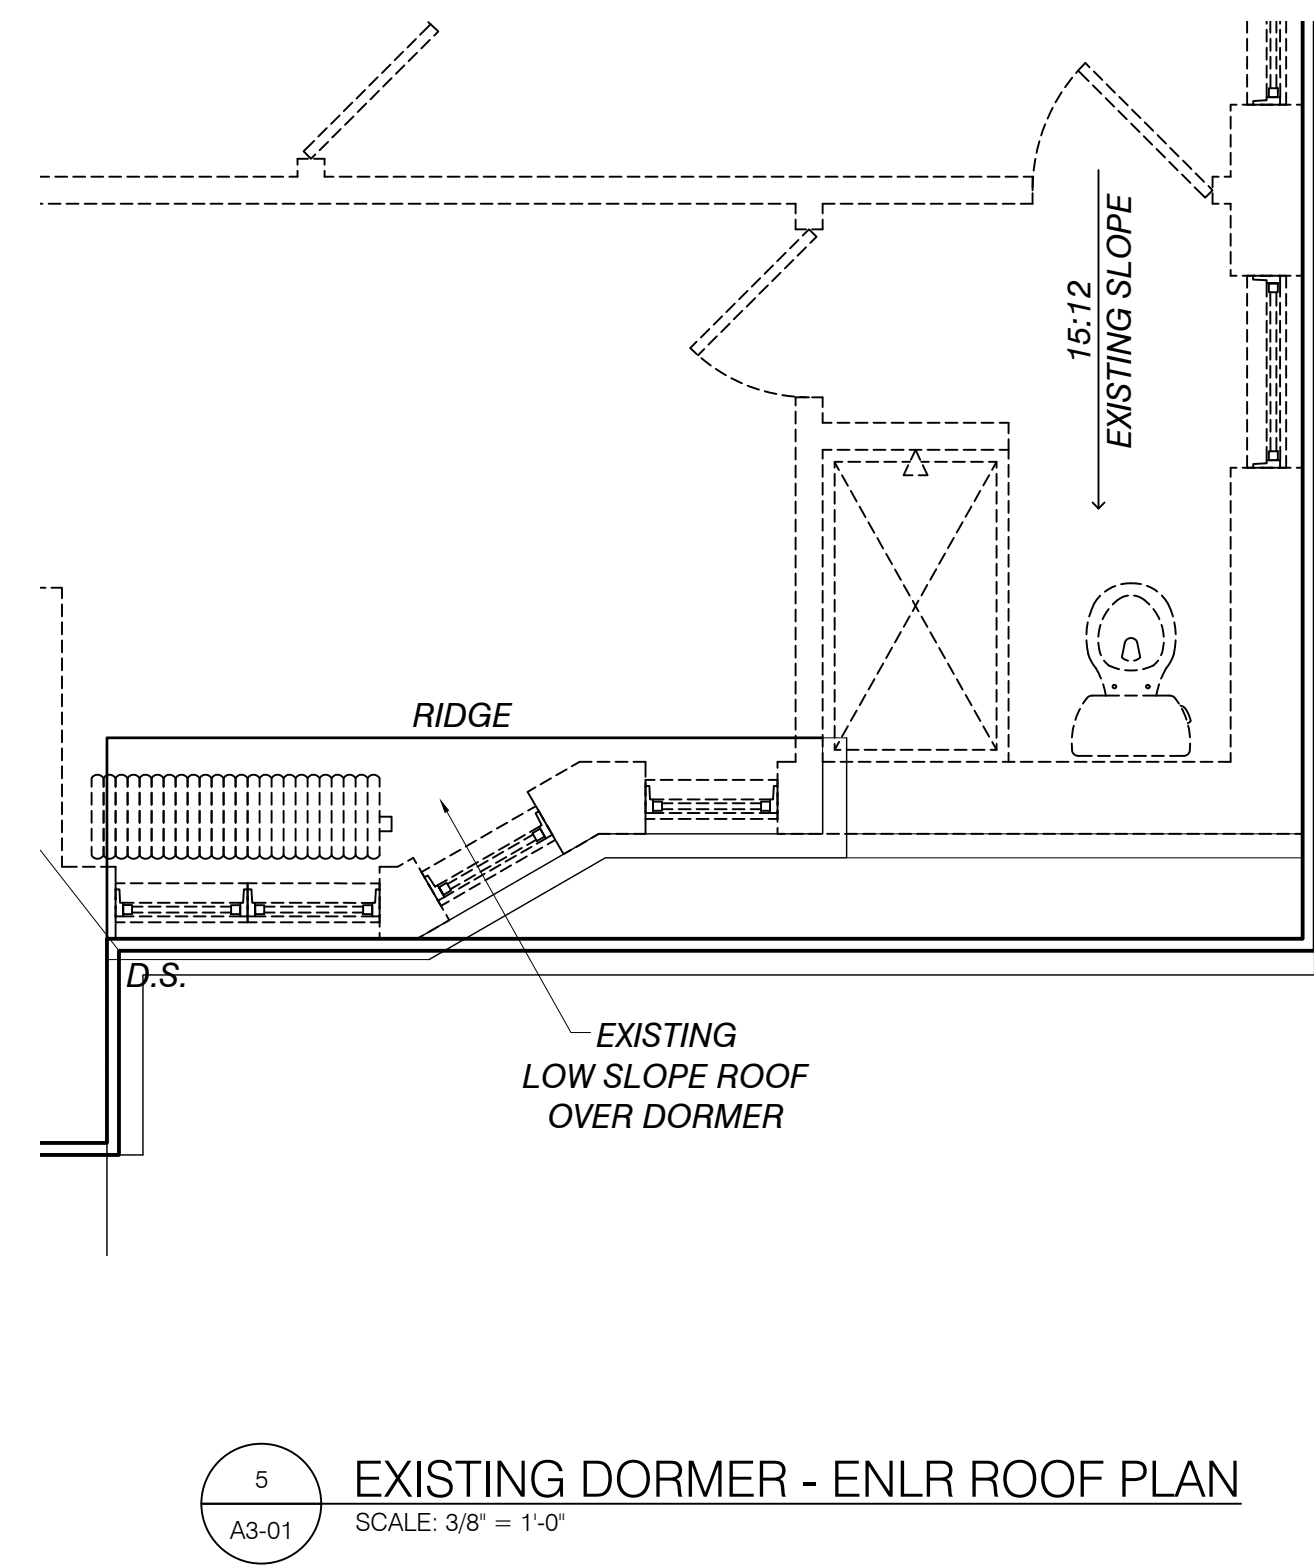 15:12
EXISTING SLOPE
RIDGE
D.S.
EXISTING
LOW SLOPE ROOF
OVER DORMER
5
A3-01
EXISTING DORMER - ENLR ROOF PLAN
SCALE: 3/8" = 1'-0"